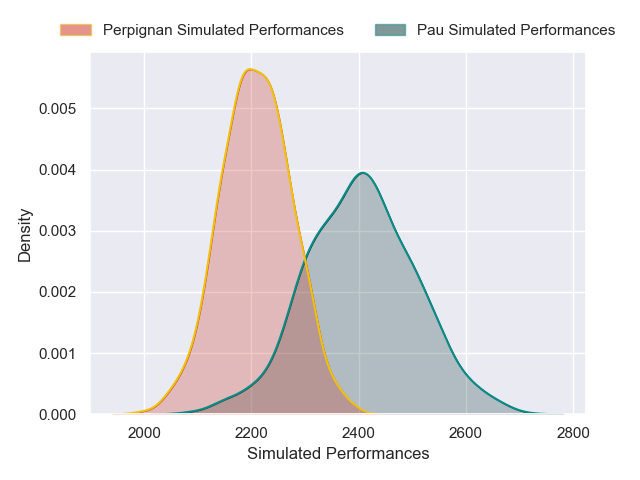 Perpignan Simulated Performances
Pau Simulated Performances
Density
0.005
0.004
0.003
0.002
0.001
0.000
2000
2200
2400
2600
2800
Simulated Performances